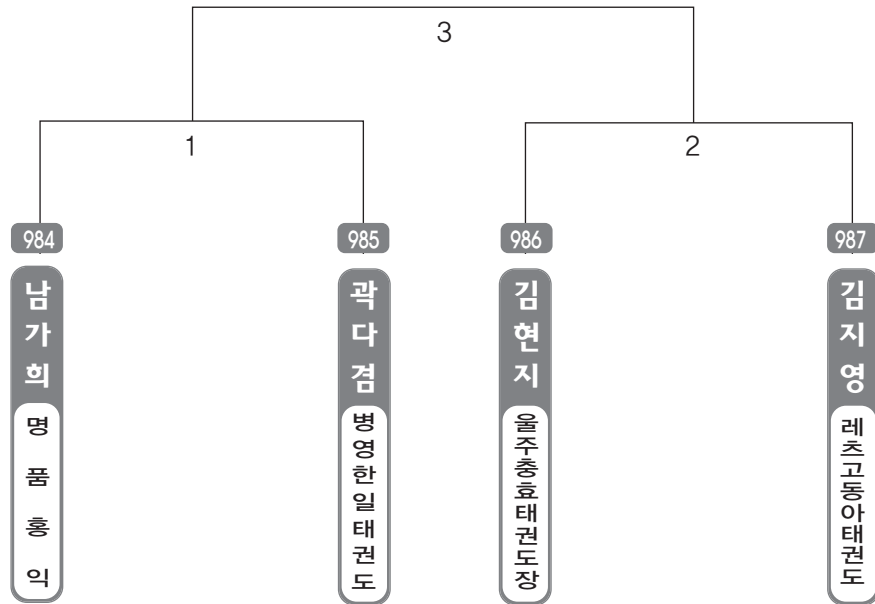 3
1
2
984
985
986
987
남가희
곽다겸
김현지
김지영
명품홍익
병영한일태권도
울주충효태권도장
레츠고동아태권도